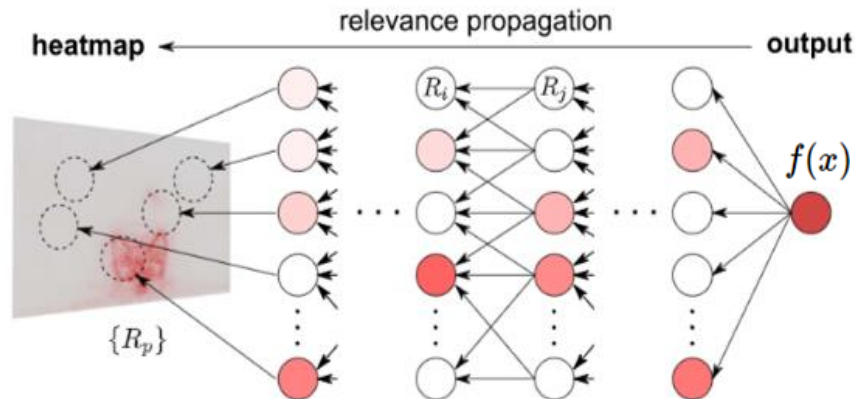 relevance propagation
heatmap
output
R_i
R_j
f(x)
{R_p}